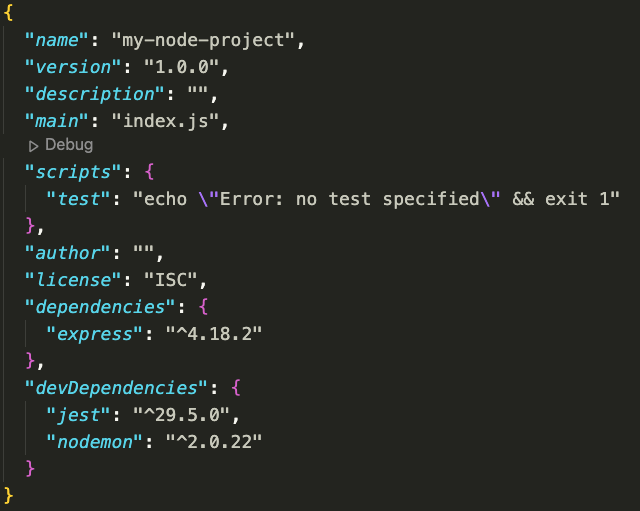 {
  "name": "my-node-project",
  "version": "1.0.0",
  "description": "",
  "main": "index.js",
  Debug
  "scripts": {
    "test": "echo \"Error: no test specified\" && exit 1"
  },
  "author": "",
  "license": "ISC",
  "dependencies": {
    "express": "^4.18.2"
  },
  "devDependencies": {
    "jest": "^29.5.0",
    "nodemon": "^2.0.22"
  }
}